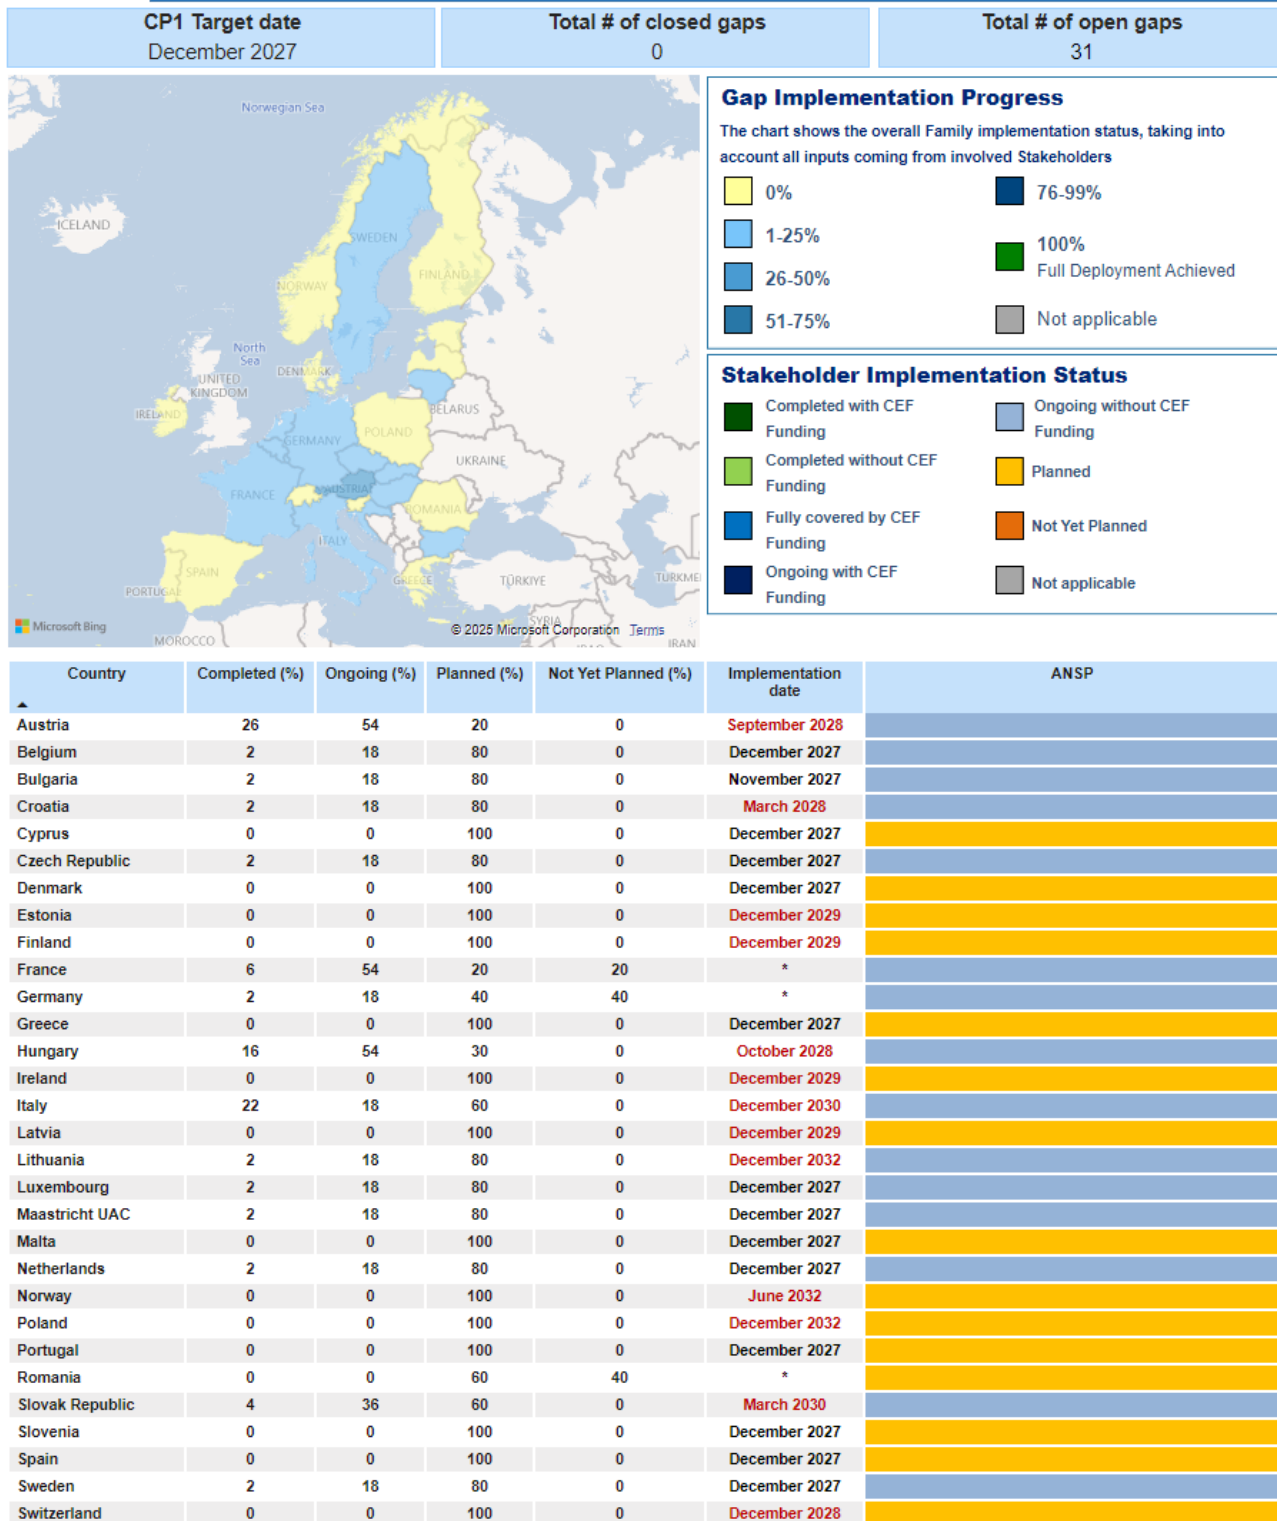 CP1 Target date
December 2027
Total # of closed gaps
0
Total # of open gaps
31
Norwegian Sea
ICELAND
SWEDEN
FINLAND
NORWAY
North
Sea
DENMARK
UNITED
KINGDOM
IRELAND
BELARUS
GERMANY
POLAND
UKRAINE
FRANCE
AUSTRIA
ROMANIA
ITALY
SPAIN
PORTUGAL
GREECE
TÜRKIYE
TURKME
SYRIA
IRAQ
IRAN
MOROCCO
Microsoft Bing
© 2025 Microsoft Corporation Terms
Gap Implementation Progress
The chart shows the overall Family implementation status, taking into
account all inputs coming from involved Stakeholders
0%
1-25%
26-50%
51-75%
76-99%
100%
Full Deployment Achieved
Not applicable
Stakeholder Implementation Status
Completed with CEF
Funding
Completed without CEF
Funding
Fully covered by CEF
Funding
Ongoing with CEF
Funding
Ongoing without CEF
Funding
Planned
Not Yet Planned
Not applicable
Country Completed (%) Ongoing (%) Planned (%) Not Yet Planned (%) Implementation date ANSP
Austria 26 54 20 0 September 2028
Belgium 2 18 80 0 December 2027
Bulgaria 2 18 80 0 November 2027
Croatia 2 18 80 0 March 2028
Cyprus 0 0 100 0 December 2027
Czech Republic 2 18 80 0 December 2027
Denmark 0 0 100 0 December 2027
Estonia 0 0 100 0 December 2029
Finland 0 0 100 0 December 2029
France 6 54 20 20 *
Germany 2 18 40 40 *
Greece 0 0 100 0 December 2027
Hungary 16 54 30 0 October 2028
Ireland 0 0 100 0 December 2029
Italy 22 18 60 0 December 2030
Latvia 0 0 100 0 December 2029
Lithuania 2 18 80 0 December 2032
Luxembourg 2 18 80 0 December 2027
Maastricht UAC 2 18 80 0 December 2027
Malta 0 0 100 0 December 2027
Netherlands 2 18 80 0 December 2027
Norway 0 0 100 0 June 2032
Poland 0 0 100 0 December 2032
Portugal 0 0 100 0 December 2027
Romania 0 0 60 40 *
Slovak Republic 4 36 60 0 March 2030
Slovenia 0 0 100 0 December 2027
Spain 0 0 100 0 December 2027
Sweden 2 18 80 0 December 2027
Switzerland 0 0 100 0 December 2028